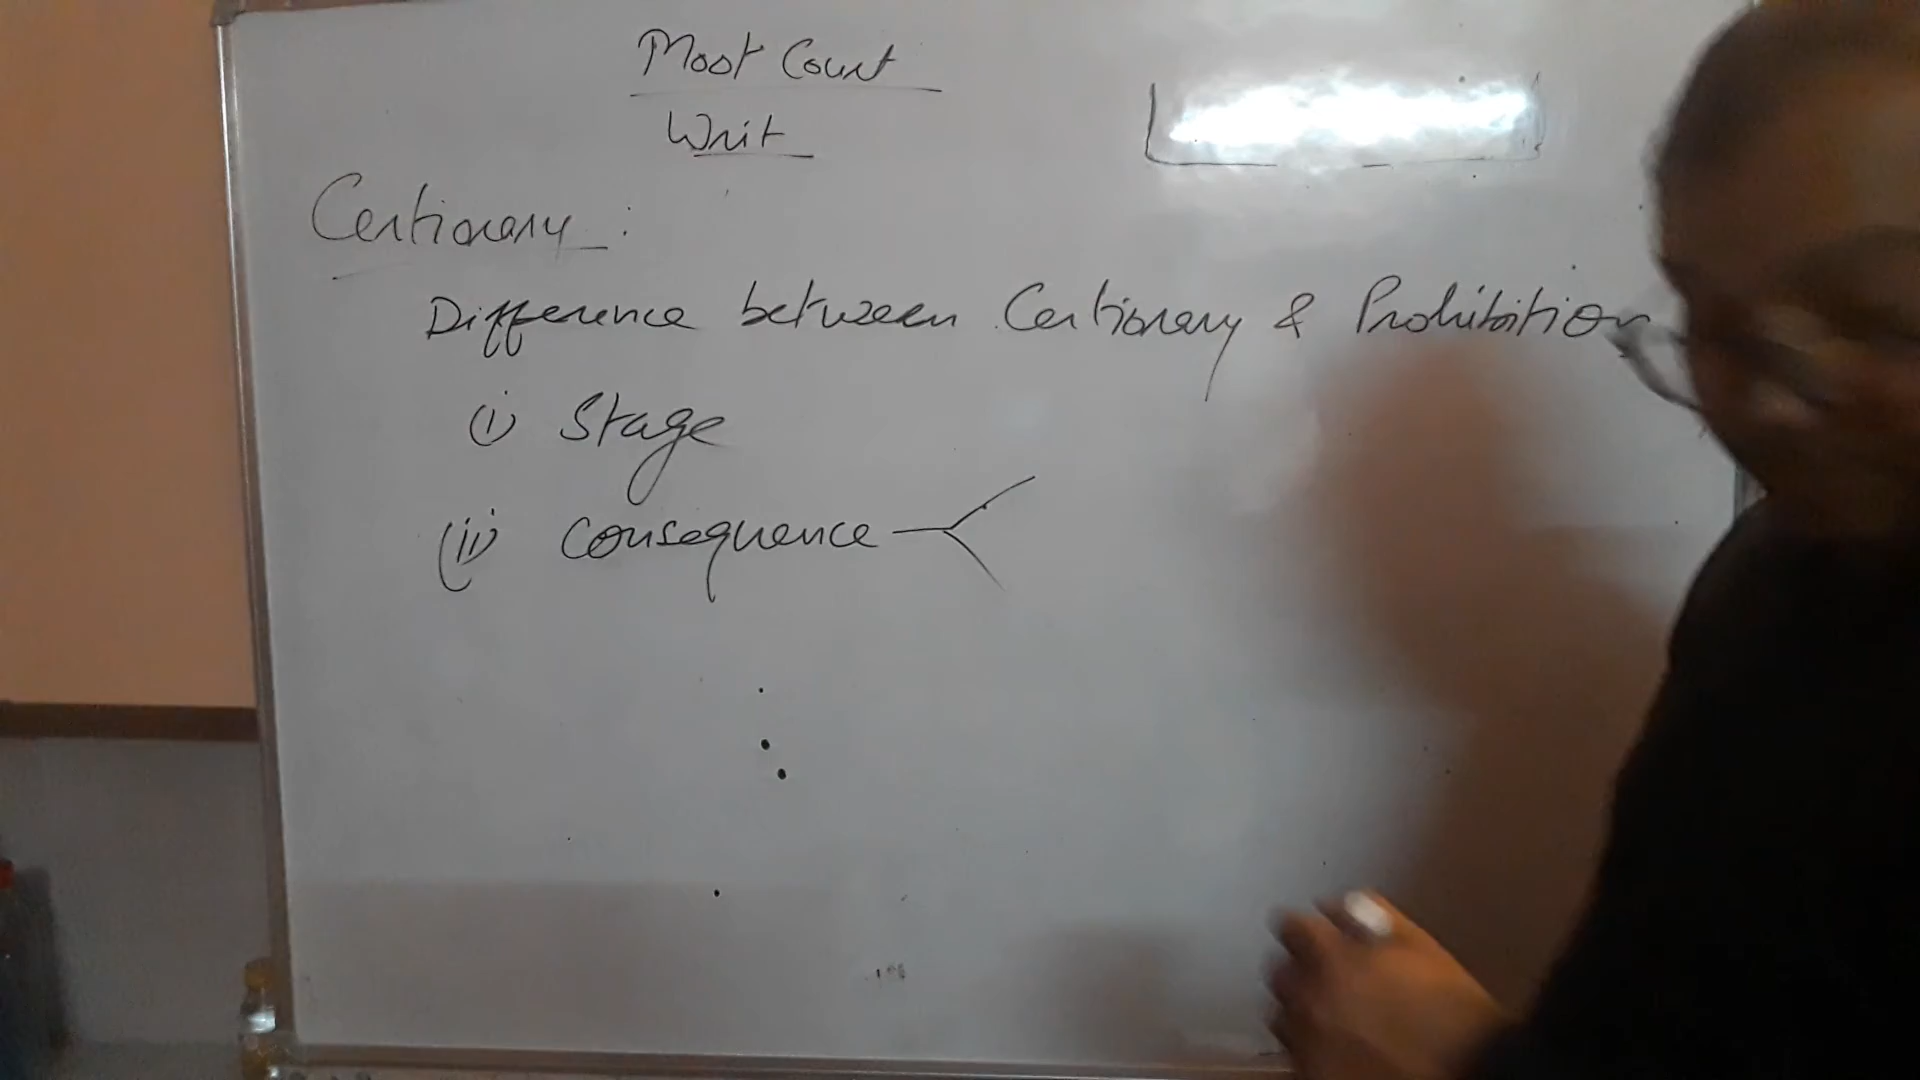 Moot Court
Writ
Certiorary :
Difference between Certiorary & Prohibition
(i) Stage
(ii) Consequence